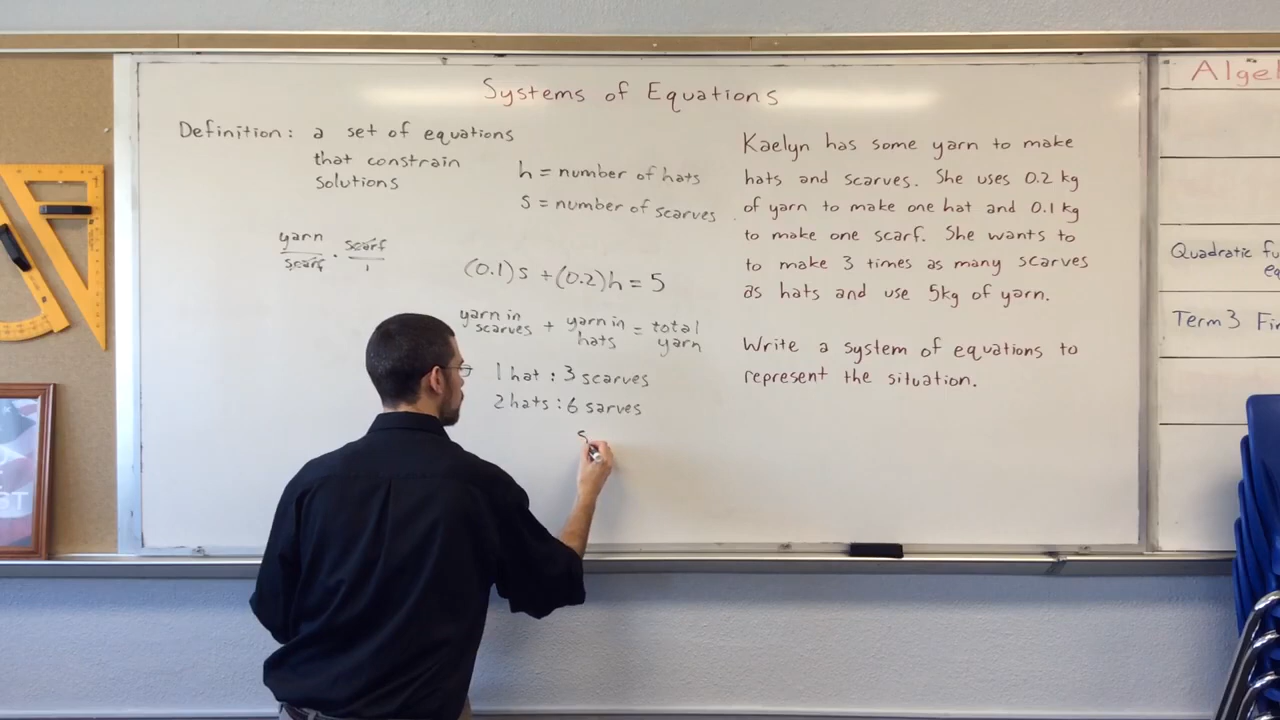 Systems of Equations
Definition: a set of equations
that constrain
solutions
h = number of hats
s = number of scarves
yarn/scarf · scarf/1
(0.1)s + (0.2)h = 5
yarn in scarves + yarn in hats = total yarn
1 hat : 3 scarves
2 hats : 6 sarves
s
Kaelyn has some yarn to make
hats and scarves. She uses 0.2 kg
of yarn to make one hat and 0.1 kg
to make one scarf. She wants to
to make 3 times as many scarves
as hats and use 5kg of yarn.
Write a system of equations to
represent the situation.
Quadratic
Term 3